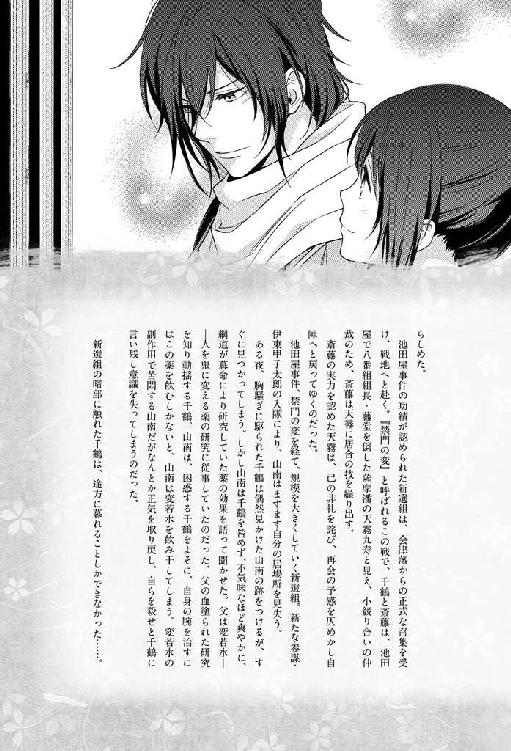 らしめた。
池田屋事件の功績が認められた新選組は、会津藩からの正式な召集を受
け、戦地へと赴く。『禁門の変』と呼ばれるこの戦で、千鶴と斎藤は、池田
屋で八番組組長・藤堂を倒した薩摩藩の天霧九寿と見え、小競り合いの仲
裁のため、斎藤は天霧に居合の技を繰り出す。
斎藤の実力を認めた天霧は、己の非礼を詫び、再会の予感を仄めかし自
陣へと戻ってゆくのだった。
池田屋事件、禁門の変を経て、規模を大きくしていく新選組。新たな参謀・
伊東甲子太郎の入隊により、山南はますます自分の居場所を見失う。
ある夜、胸騒ぎに駆られた千鶴は偶然見かけた山南の跡をつけるが、す
ぐに見つかってしまう。しかし山南は千鶴を咎めず、不気味なほど爽やかに、
綱道が幕命により研究していた薬の効果を語って聞かせた。父は変若水―
―人を鬼に変える薬の研究に従事していたのだった。父の血塗られた研究
を知り動揺する千鶴。山南は、困惑する千鶴をよそに、自身の腕を治すに
はこの薬を飲むしかないと、山南は変若水を飲み干してしまう。変若水の
副作用で悶える山南だがなんとか正気を取り戻し、自らを殺せと千鶴に
言い残し意識を失ってしまうのだった。
新選組の暗部に触れた千鶴は、途方に暮れることしかできなかった……。